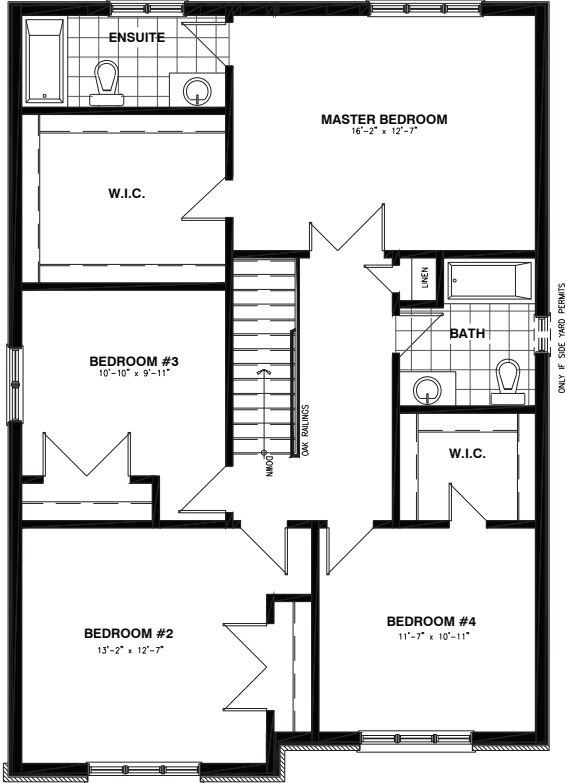 ENSUITE
MASTER BEDROOM
16'-2" x 12'-7"
W.I.C.
LINEN
BATH
ONLY IF SIDE YARD PERMITS
BEDROOM #3
10'-10" x 9'-11"
OAK RAILINGS
DOWN
W.I.C.
BEDROOM #2
13'-2" x 12'-7"
BEDROOM #4
11'-7" x 10'-11"